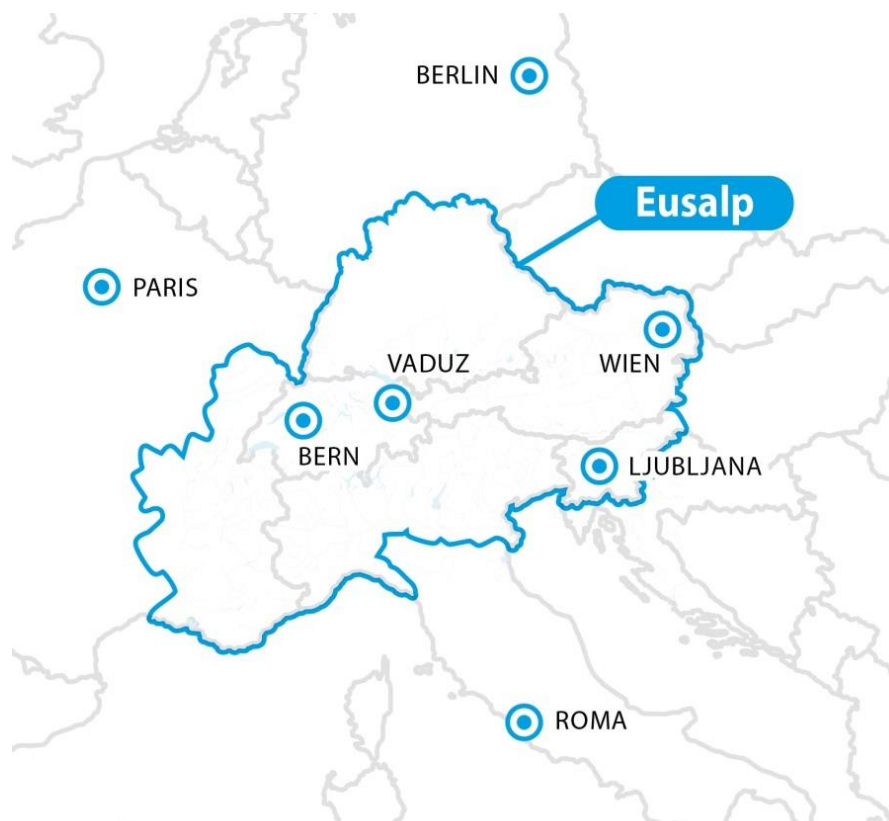 BERLIN
Eusalp
PARIS
WIEN
VADUZ
BERN
LJUBLJANA
ROMA